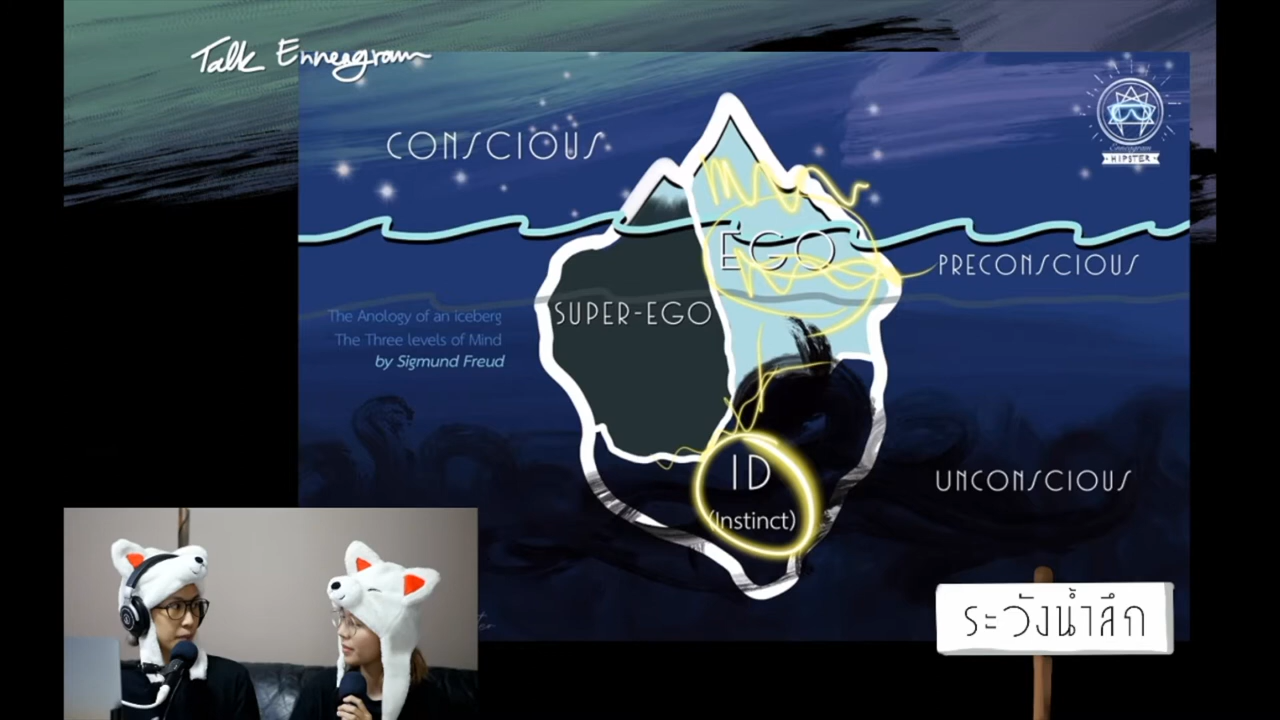 Talk Enneagram
CONSCIOUS
Enneagram
HIPSTER
EGO
PRECONSCIOUS
SUPER-EGO
The Anology of an iceberg
The Three levels of Mind
by Sigmund Freud
ID
(Instinct)
UNCONSCIOUS
ระวังน้ำลึก